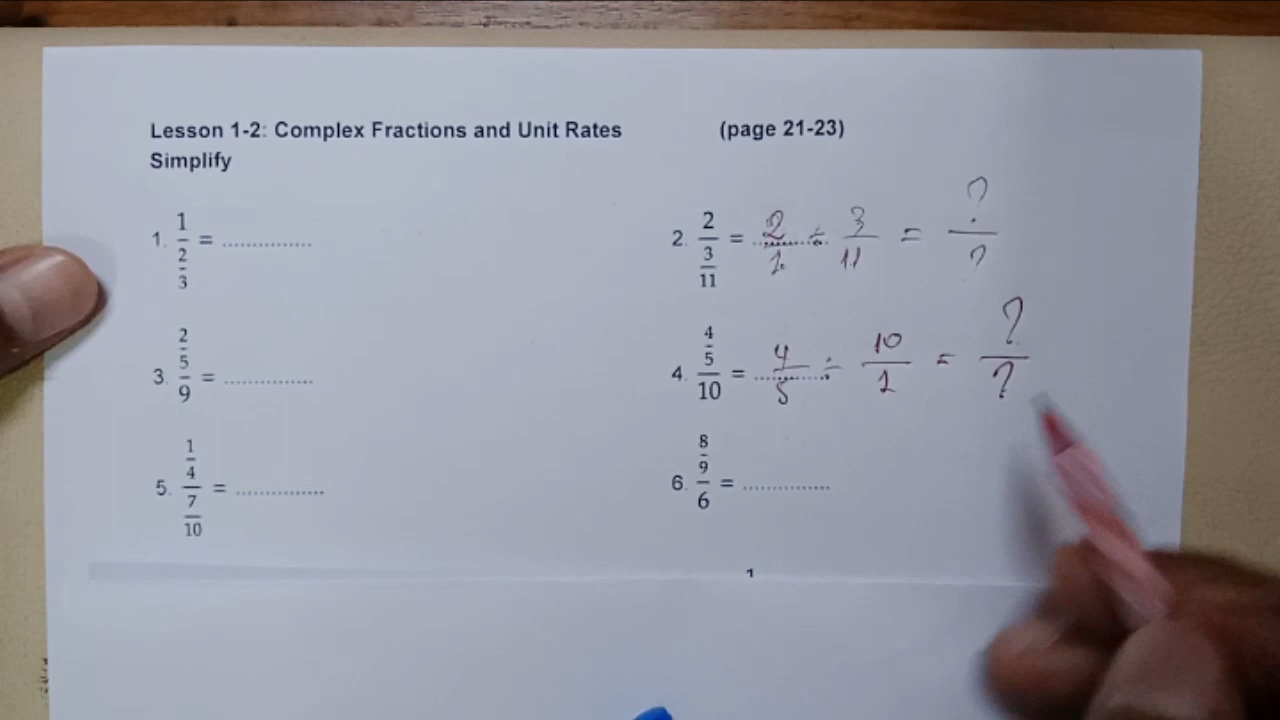 Lesson 1-2: Complex Fractions and Unit Rates (page 21-23)
Simplify
1. 1/(2/3) = ...............
2. 2/(3/11) = 2/1 ÷ 3/11 = ?/?
3. (2/5)/9 = ...............
4. (4/5)/10 = 4/5 ÷ 10/1 = ?/?
5. (1/4)/(7/10) = ...............
6. (8/9)/6 = ...............
1